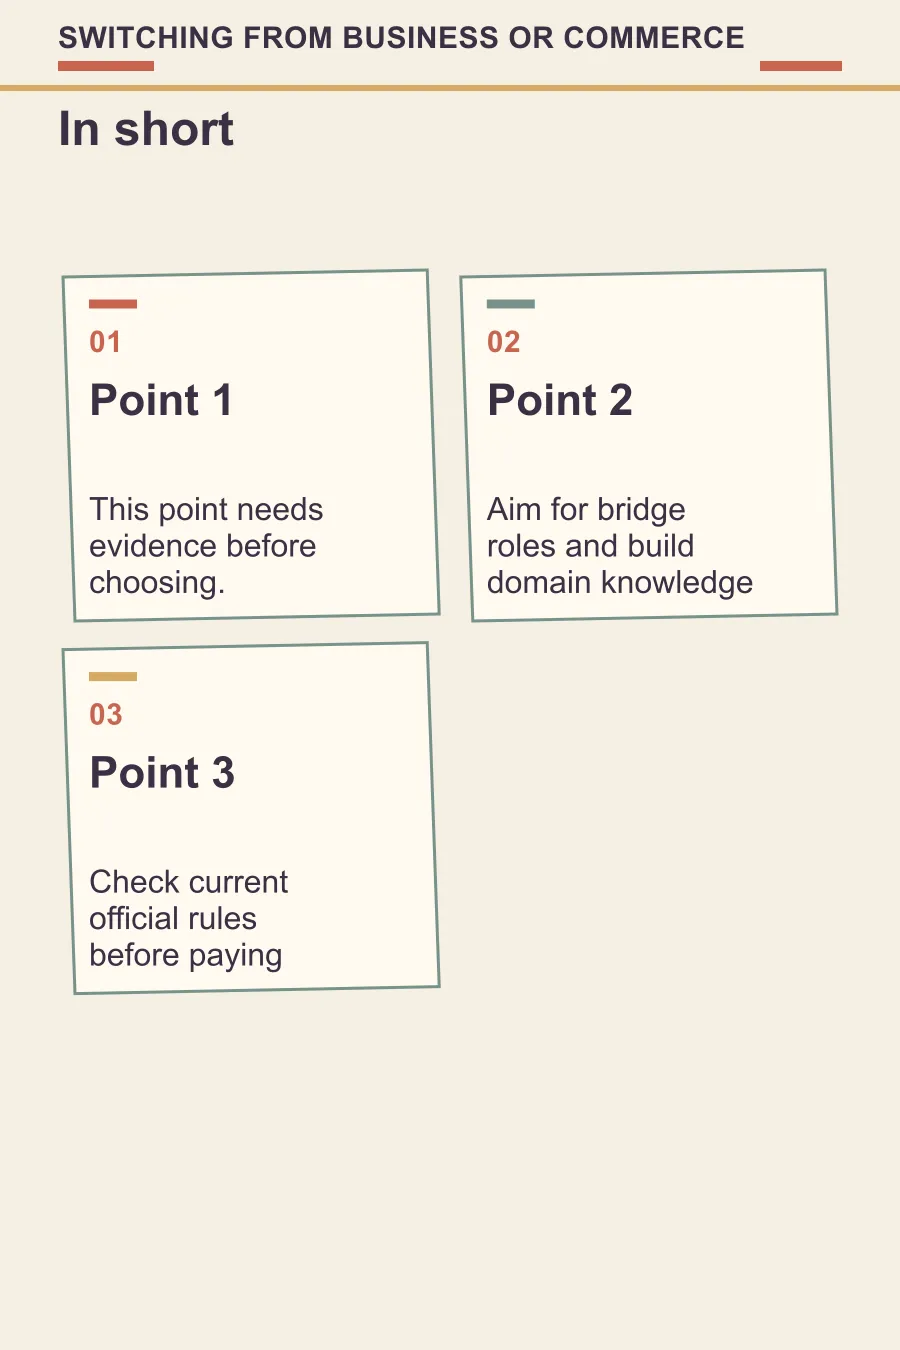 SWITCHING FROM BUSINESS OR COMMERCE
In short
01
Point 1
This point needs
evidence before
choosing.
02
Point 2
Aim for bridge
roles and build
domain knowledge
03
Point 3
Check current
official rules
before paying